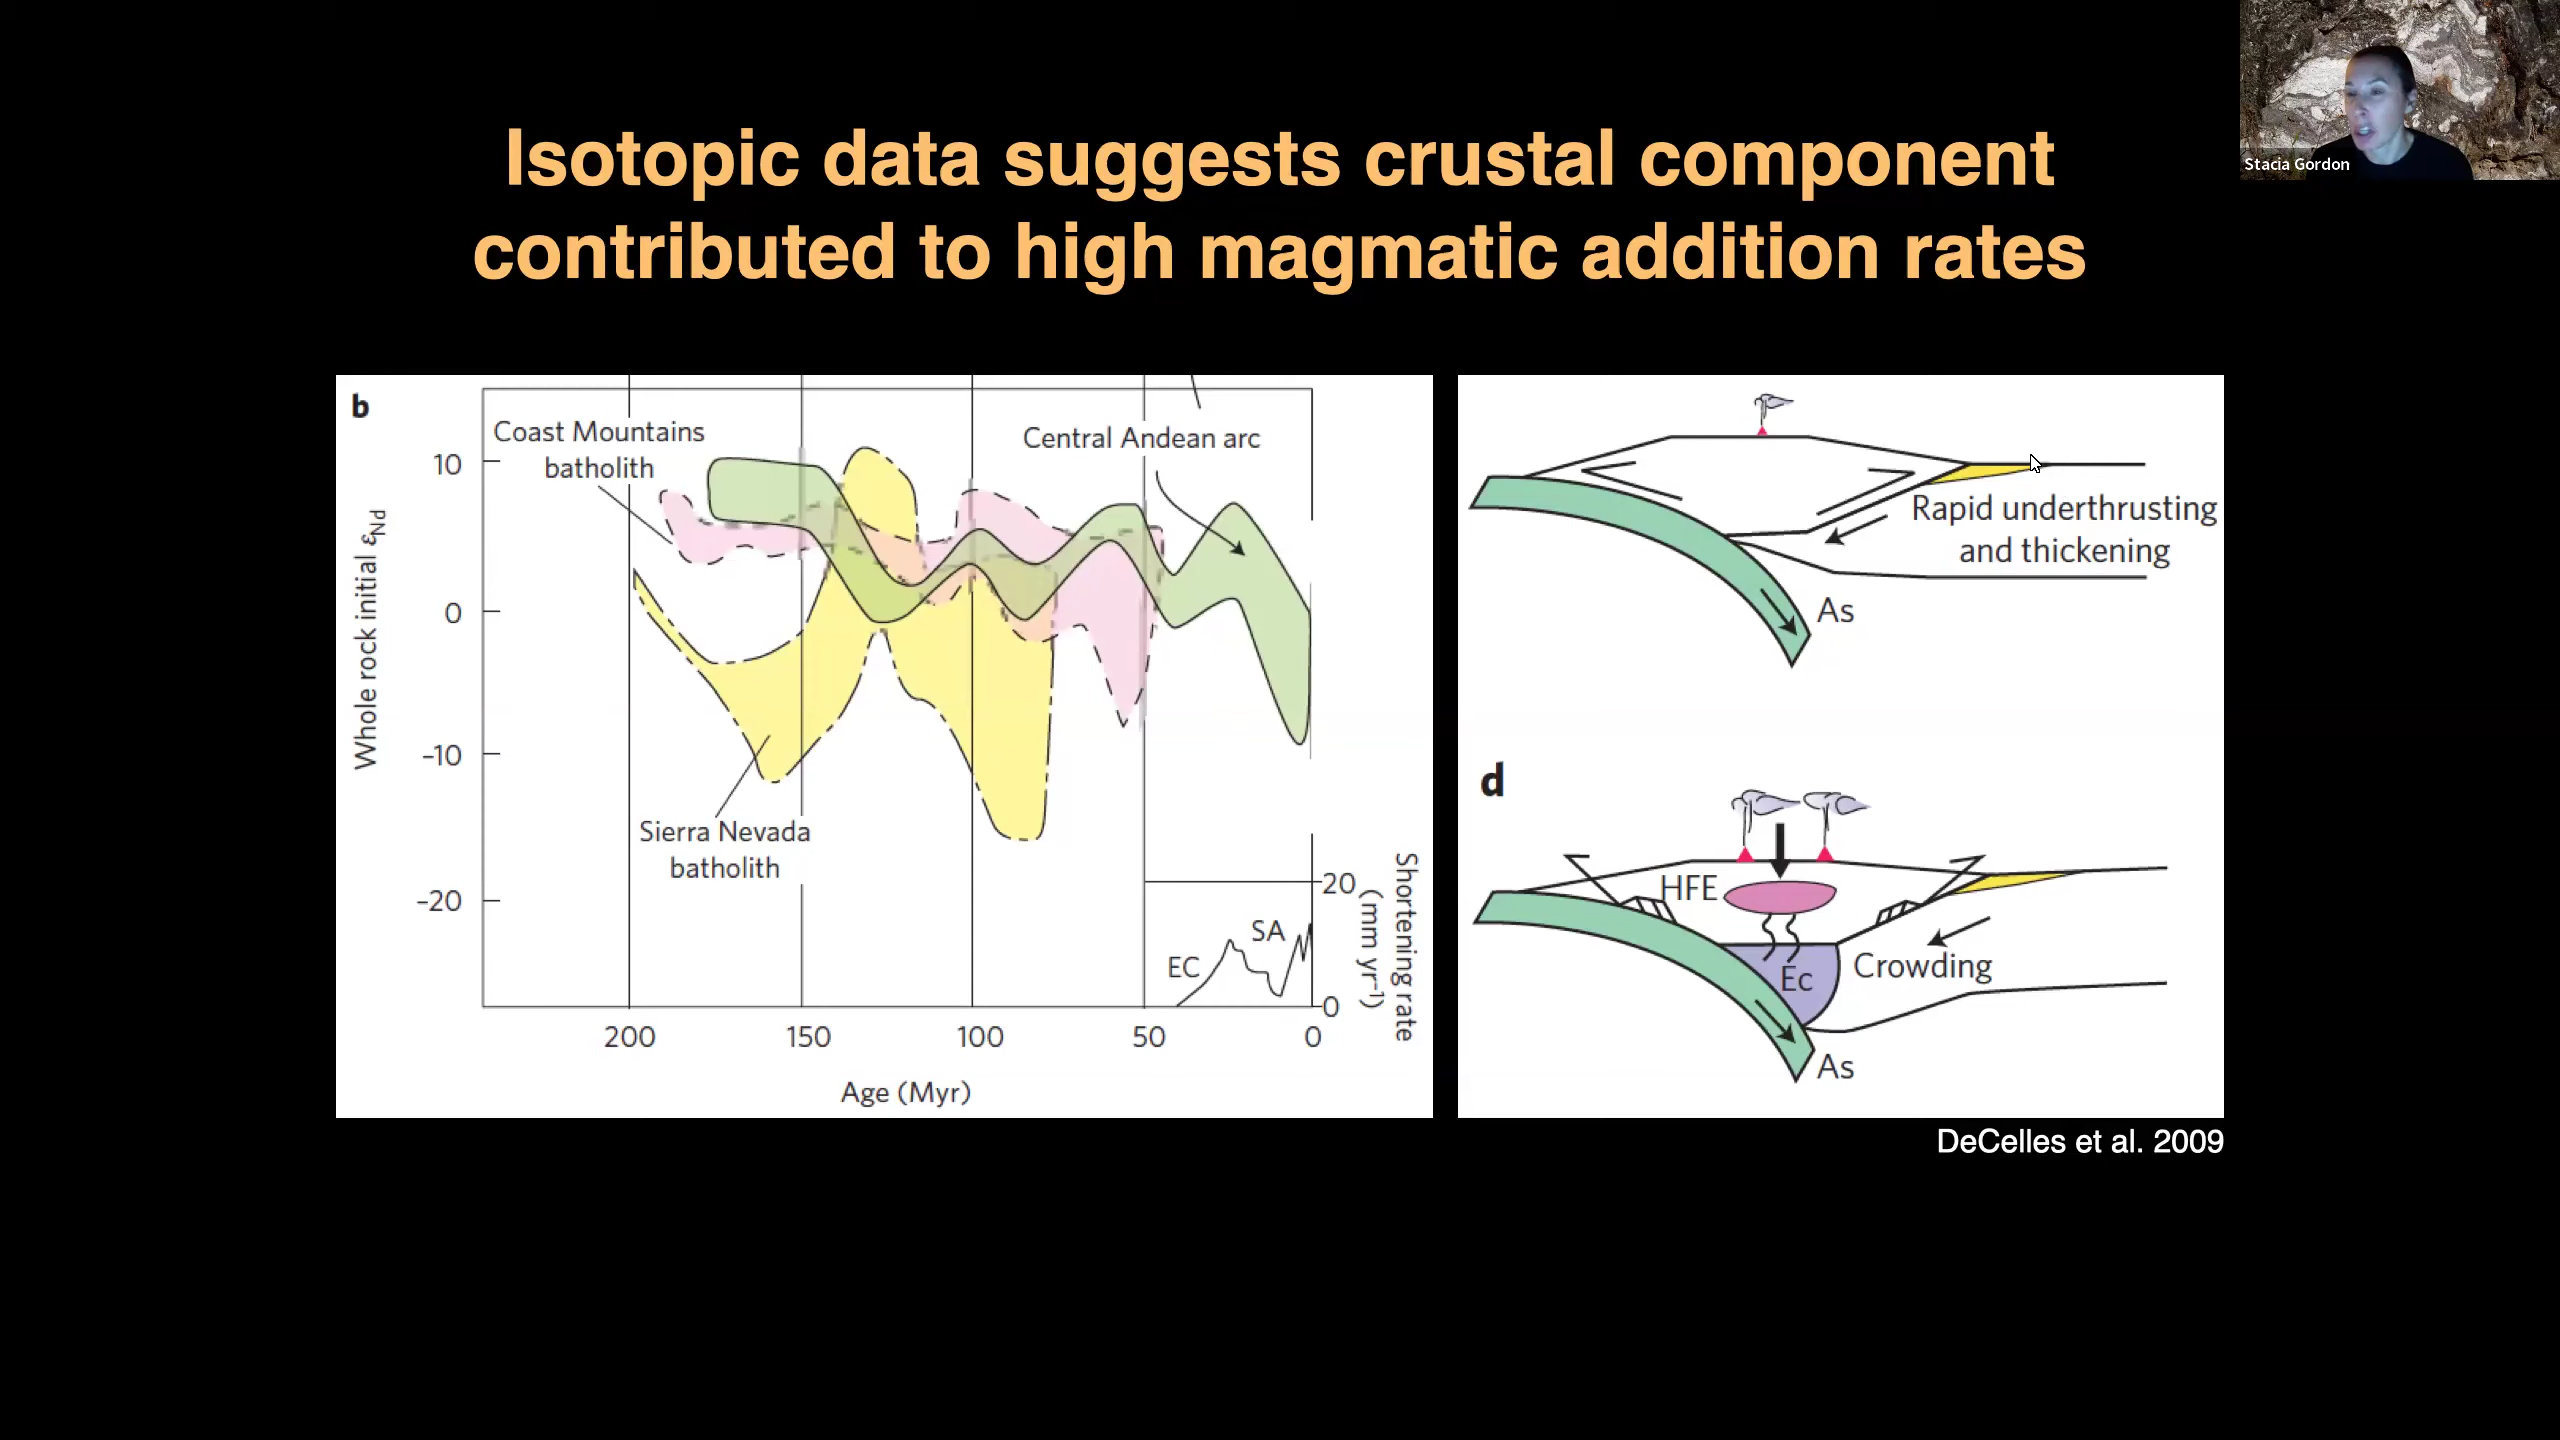 Isotopic data suggests crustal component
contributed to high magmatic addition rates
Stacia Gordon
b
Coast Mountains
batholith
Central Andean arc
10
0
–10
–20
Whole rock initial εNd
Sierra Nevada
batholith
20
0
Shortening rate
(mm yr–1)
SA
EC
200
150
100
50
0
Age (Myr)
Rapid underthrusting
and thickening
As
d
HFE
Ec
Crowding
As
DeCelles et al. 2009